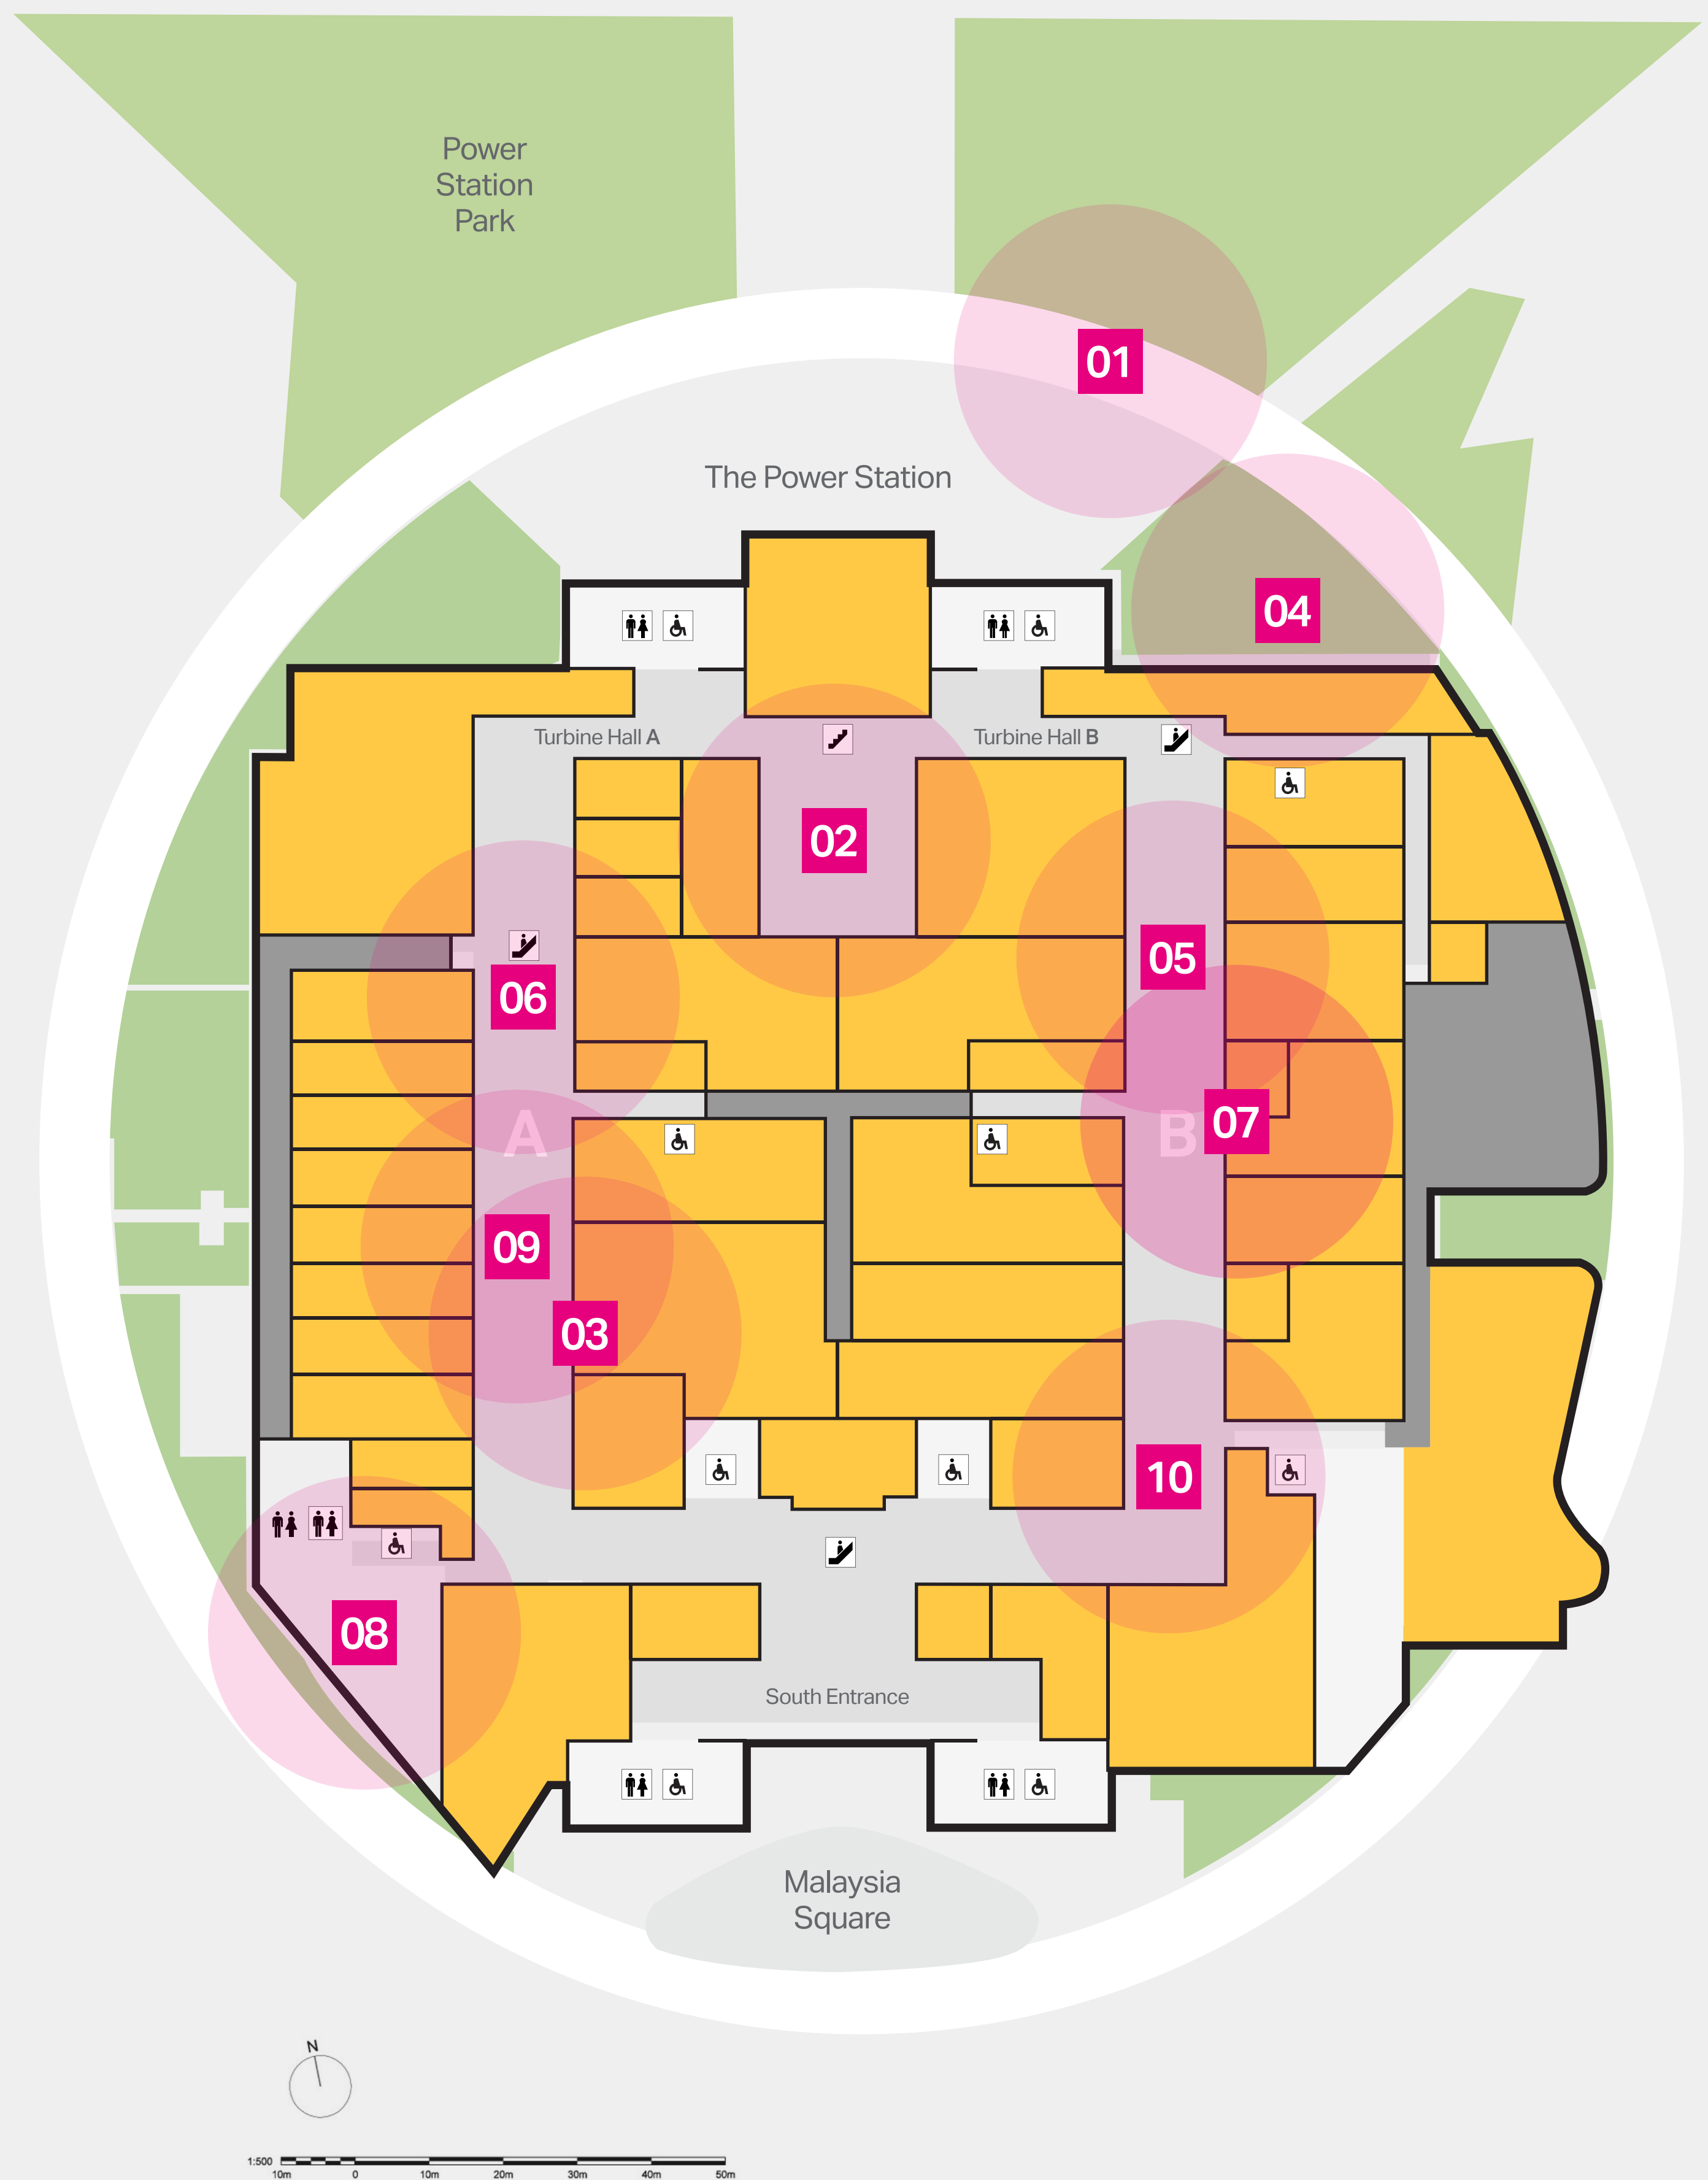 Power
Station
Park
01
The Power Station
04
Turbine Hall A
Turbine Hall B
02
05
06
07
A
B
09
03
10
08
South Entrance
Malaysia
Square
N
1:500
10m 0 10m 20m 30m 40m 50m